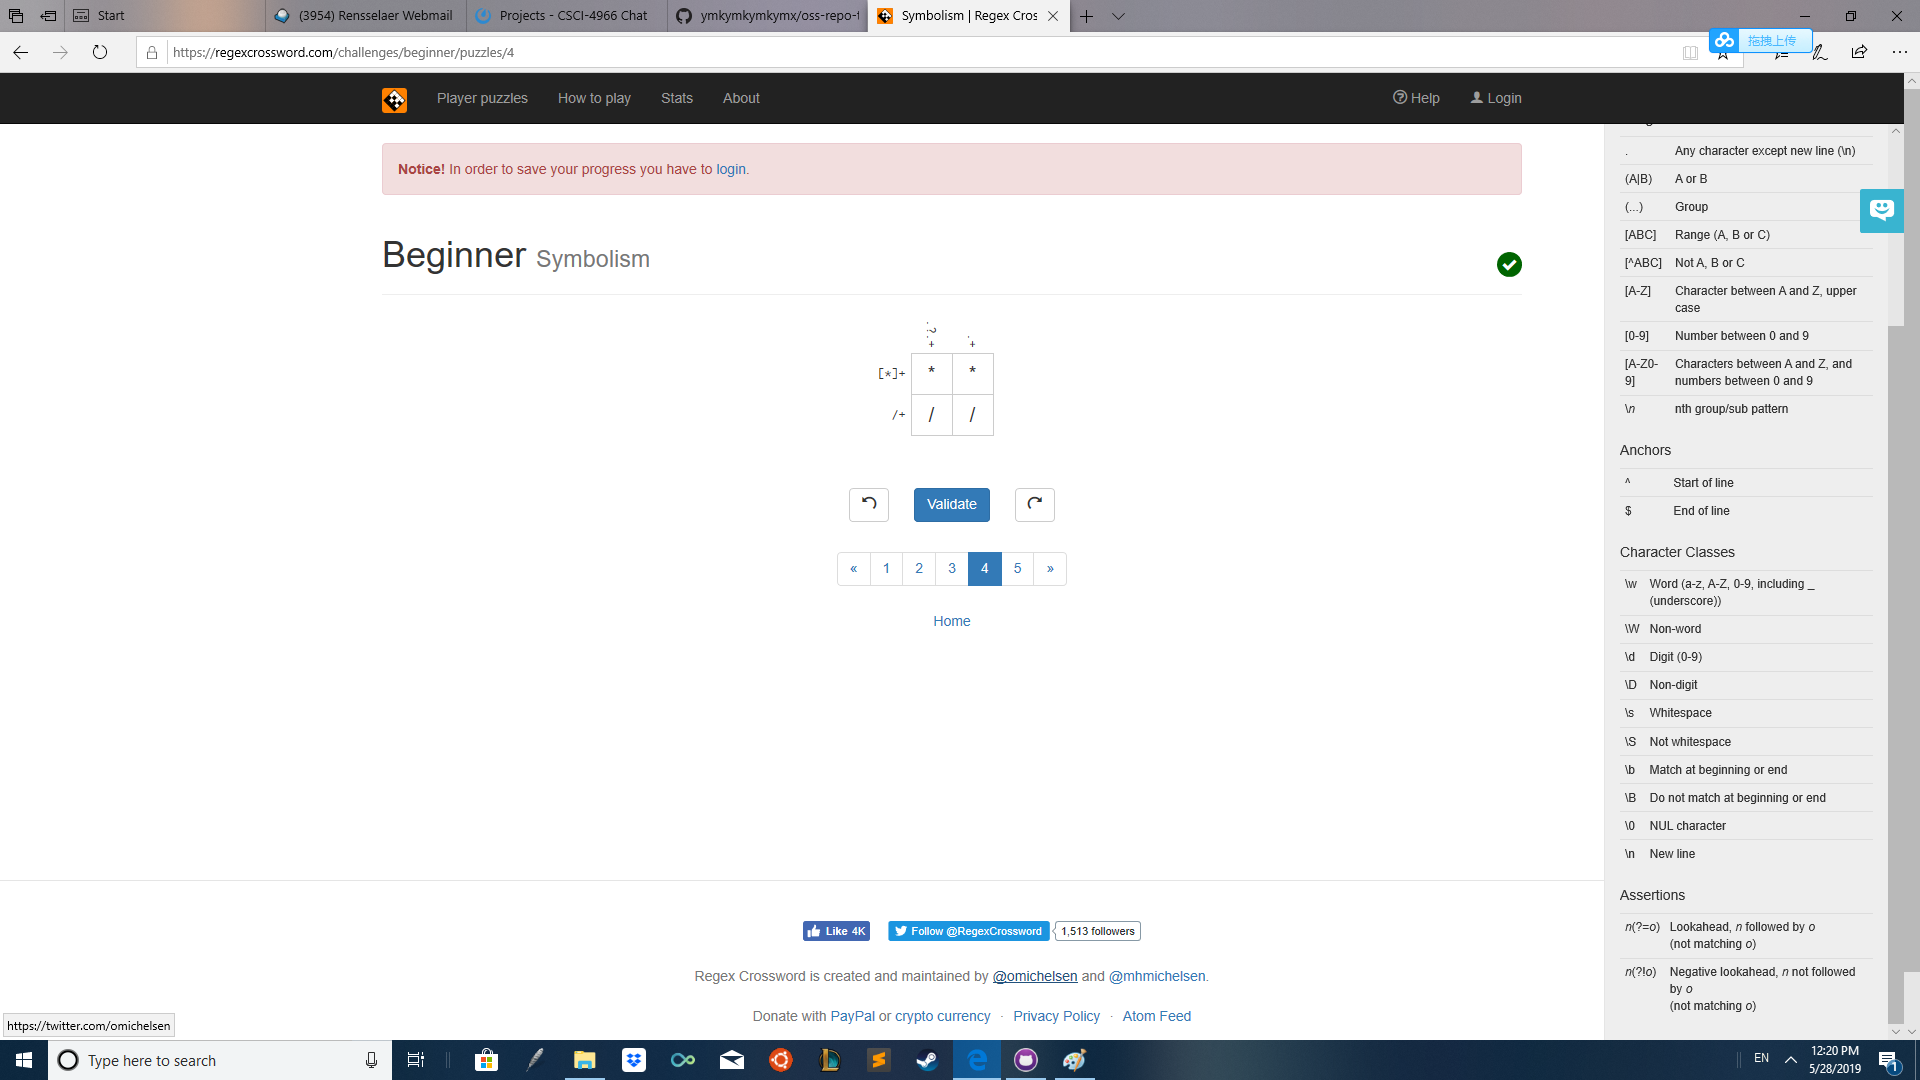 Start
(3954) Rensselaer Webmail
Projects - CSCI-4966 Chat
ymkymkymkymx/oss-repo-t
Symbolism | Regex Cros
https://regexcrossword.com/challenges/beginner/puzzles/4
拖拽上传
Player puzzles
How to play
Stats
About
Help
Login
Notice! In order to save your progress you have to login.
Beginner Symbolism
.?.+
.+
[*]+
* *
/+
/ /
Validate
« 1 2 3 4 5 »
Home
. Any character except new line (\n)
(A|B) A or B
(...) Group
[ABC] Range (A, B or C)
[^ABC] Not A, B or C
[A-Z] Character between A and Z, upper
case
[0-9] Number between 0 and 9
[A-Z0- Characters between A and Z, and
9] numbers between 0 and 9
\n nth group/sub pattern
Anchors
^ Start of line
$ End of line
Character Classes
\w Word (a-z, A-Z, 0-9, including _
(underscore))
\W Non-word
\d Digit (0-9)
\D Non-digit
\s Whitespace
\S Not whitespace
\b Match at beginning or end
\B Do not match at beginning or end
\0 NUL character
\n New line
Assertions
n(?=o) Lookahead, n followed by o
(not matching o)
n(?!o) Negative lookahead, n not followed
by o
(not matching o)
Like 4K
Follow @RegexCrossword
1,513 followers
Regex Crossword is created and maintained by @omichelsen and @mhmichelsen.
Donate with PayPal or crypto currency · Privacy Policy · Atom Feed
https://twitter.com/omichelsen
Type here to search
EN
12:20 PM
5/28/2019
1